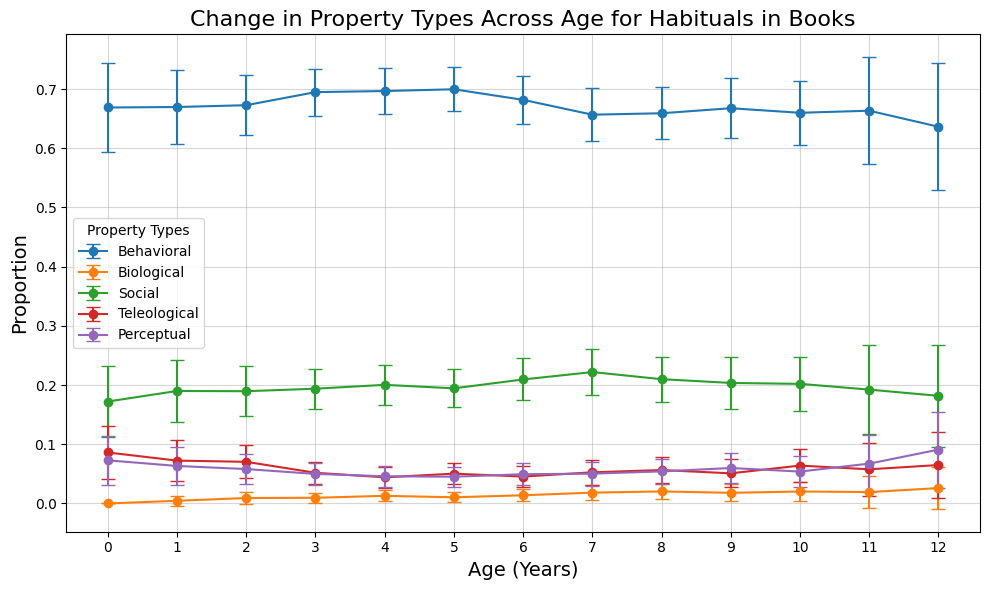 Change in Property Types Across Age for Habituals in Books
Proportion
0.7
0.6
0.5
0.4
0.3
0.2
0.1
0.0
Property Types
Behavioral
Biological
Social
Teleological
Perceptual
0 1 2 3 4 5 6 7 8 9 10 11 12
Age (Years)